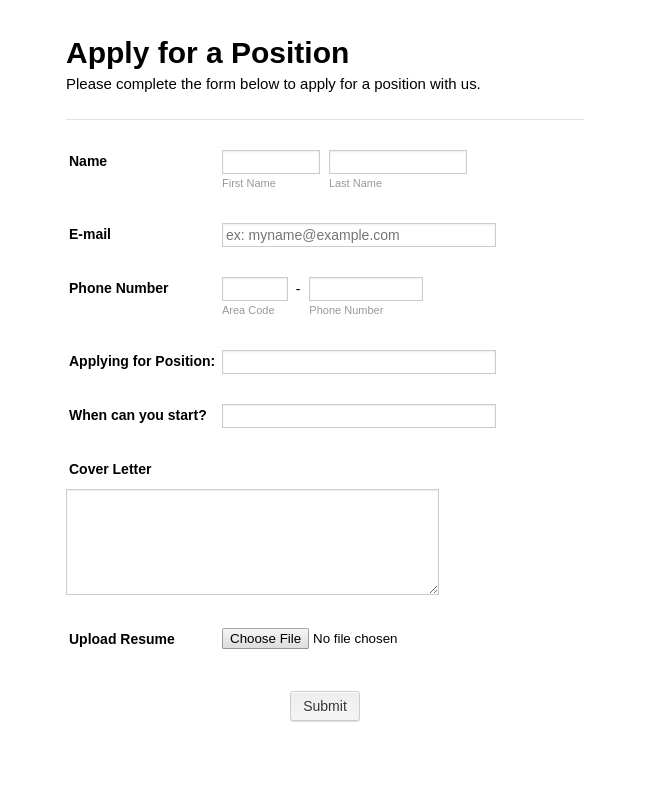 Apply for a Position
Please complete the form below to apply for a position with us.
Name
First Name Last Name
E-mail ex: myname@example.com
Phone Number -
Area Code Phone Number
Applying for Position:
When can you start?
Cover Letter
Upload Resume Choose File No file chosen
Submit